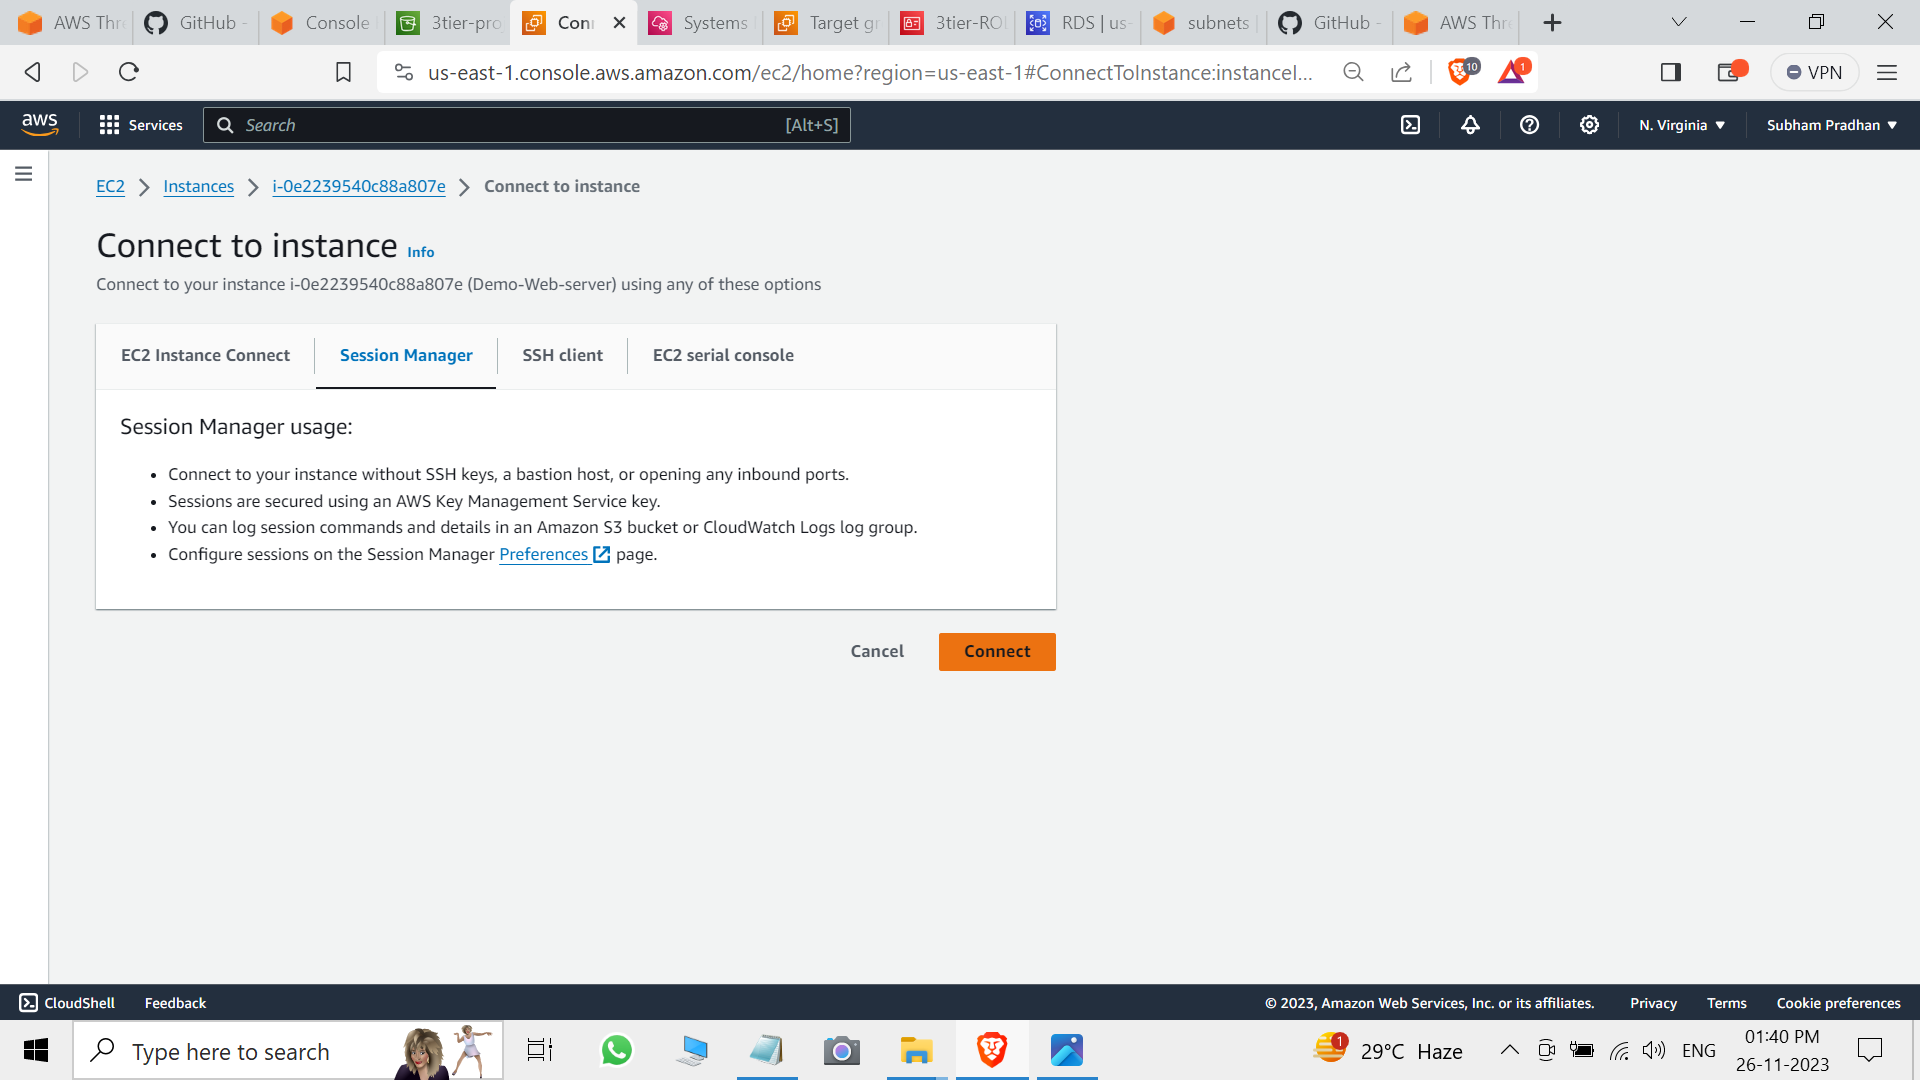 AWS Thr
GitHub -
Console
3tier-pro
Con
Systems
Target gr
3tier-RO
RDS | us-
subnets
GitHub -
AWS Thr
us-east-1.console.aws.amazon.com/ec2/home?region=us-east-1#ConnectToInstance:instanceI...
10
1
VPN
aws
Services
Search
[Alt+S]
N. Virginia
Subham Pradhan
EC2
Instances
i-0e2239540c88a807e
Connect to instance
Connect to instance Info
Connect to your instance i-0e2239540c88a807e (Demo-Web-server) using any of these options
EC2 Instance Connect
Session Manager
SSH client
EC2 serial console
Session Manager usage:
• Connect to your instance without SSH keys, a bastion host, or opening any inbound ports.
• Sessions are secured using an AWS Key Management Service key.
• You can log session commands and details in an Amazon S3 bucket or CloudWatch Logs log group.
• Configure sessions on the Session Manager Preferences page.
Cancel
Connect
CloudShell
Feedback
© 2023, Amazon Web Services, Inc. or its affiliates.
Privacy
Terms
Cookie preferences
Type here to search
1
29°C Haze
ENG
01:40 PM
26-11-2023